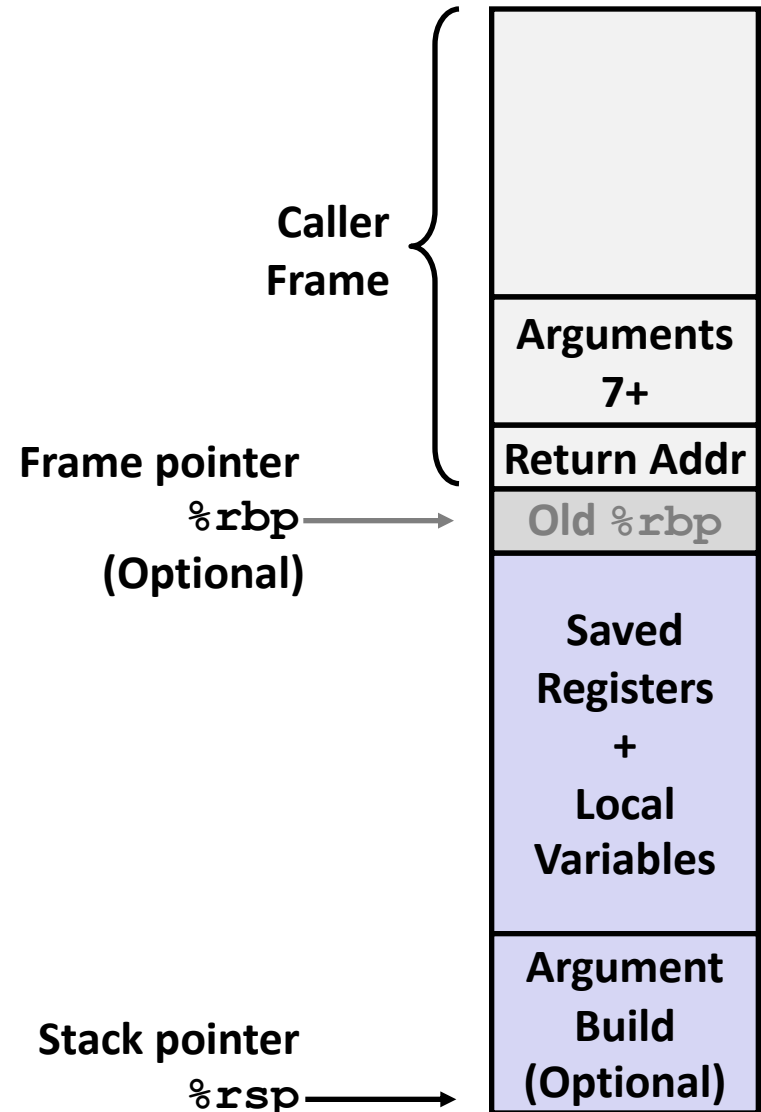 Caller
Frame
Arguments
7+
Return Addr
Frame pointer
%rbp
(Optional)
Old %rbp
Saved
Registers
+
Local
Variables
Argument
Build
(Optional)
Stack pointer
%rsp